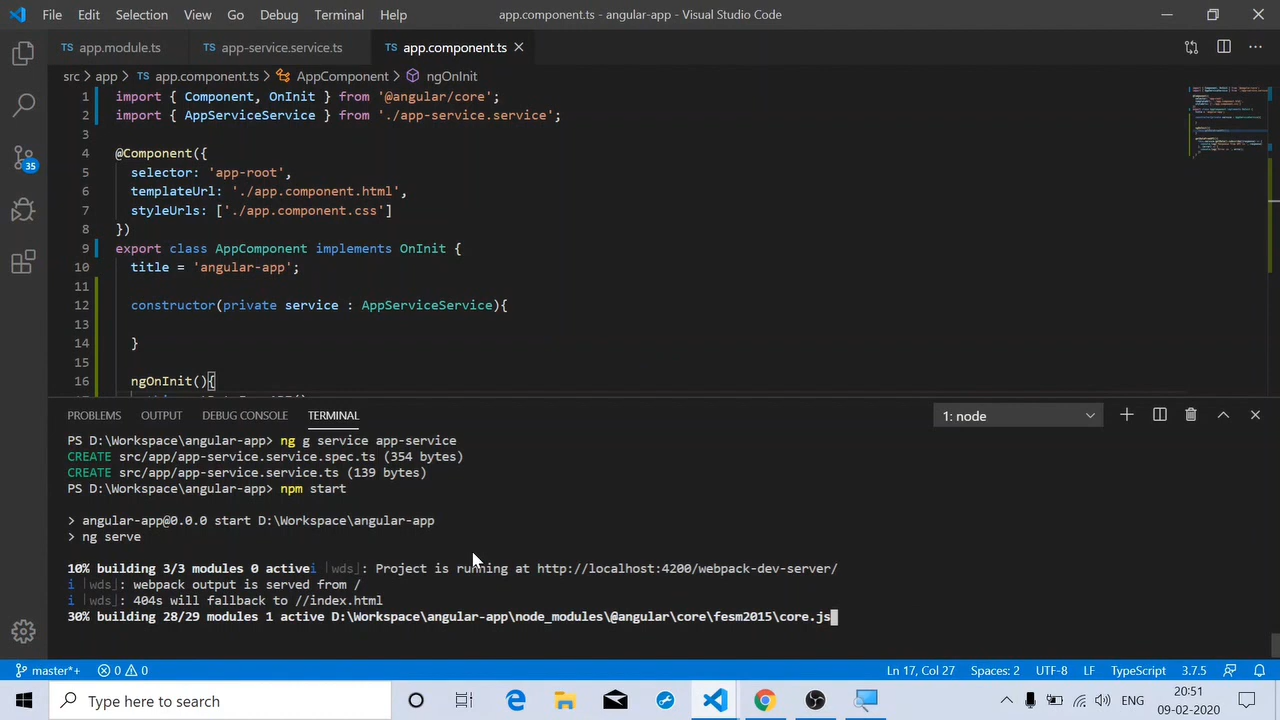 File Edit Selection View Go Debug Terminal Help
app.component.ts - angular-app - Visual Studio Code
TS app.module.ts TS app-service.service.ts TS app.component.ts
src > app > TS app.component.ts > AppComponent > ngOnInit
1 import { Component, OnInit } from '@angular/core';
2 import { AppServiceService } from './app-service.service';
3
4 @Component({
5 selector: 'app-root',
6 templateUrl: './app.component.html',
7 styleUrls: ['./app.component.css']
8 })
9 export class AppComponent implements OnInit {
10 title = 'angular-app';
11
12 constructor(private service : AppServiceService){
13
14 }
15
16 ngOnInit(){
35
PROBLEMS OUTPUT DEBUG CONSOLE TERMINAL
1: node
PS D:\Workspace\angular-app> ng g service app-service
CREATE src/app/app-service.service.spec.ts (354 bytes)
CREATE src/app/app-service.service.ts (139 bytes)
PS D:\Workspace\angular-app> npm start
> angular-app@0.0.0 start D:\Workspace\angular-app
> ng serve
10% building 3/3 modules 0 activei ｢wds｣: Project is running at http://localhost:4200/webpack-dev-server/
i ｢wds｣: webpack output is served from /
i ｢wds｣: 404s will fallback to //index.html
30% building 28/29 modules 1 active D:\Workspace\angular-app\node_modules\@angular\core\fesm2015\core.js
master*+ 0 0
Ln 17, Col 27 Spaces: 2 UTF-8 LF TypeScript 3.7.5
Type here to search
ENG
20:51
09-02-2020